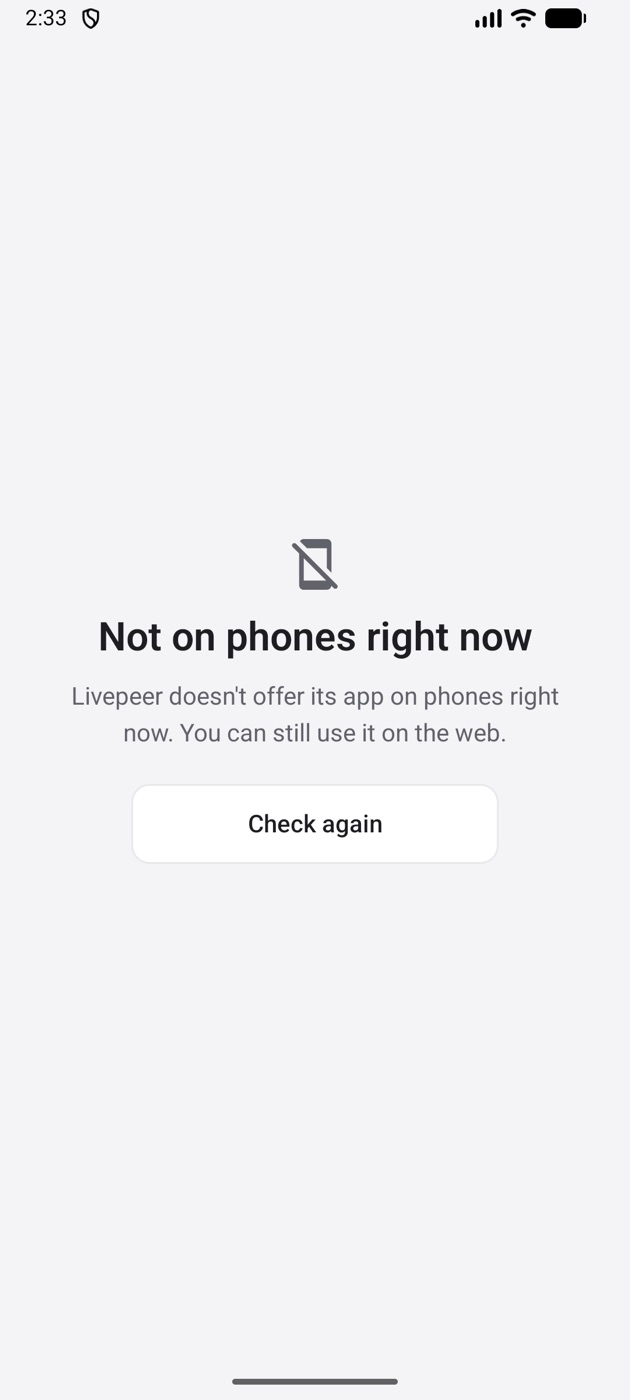 2:33
Not on phones right now
Livepeer doesn't offer its app on phones right
now. You can still use it on the web.
Check again